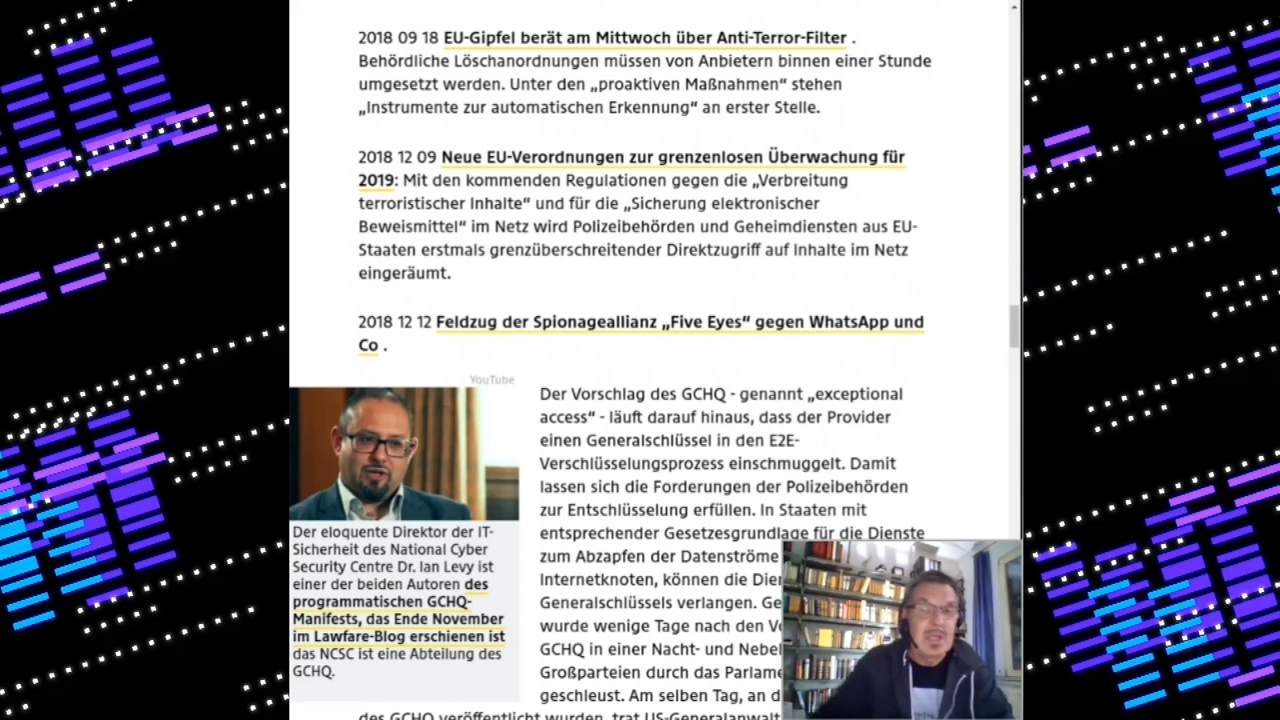 2018 09 18 EU-Gipfel berät am Mittwoch über Anti-Terror-Filter .
Behördliche Löschanordnungen müssen von Anbietern binnen einer Stunde
umgesetzt werden. Unter den „proaktiven Maßnahmen“ stehen
„Instrumente zur automatischen Erkennung“ an erster Stelle.
2018 12 09 Neue EU-Verordnungen zur grenzenlosen Überwachung für
2019: Mit den kommenden Regulationen gegen die „Verbreitung
terroristischer Inhalte“ und für die „Sicherung elektronischer
Beweismittel“ im Netz wird Polizeibehörden und Geheimdiensten aus EU-
Staaten erstmals grenzüberschreitender Direktzugriff auf Inhalte im Netz
eingeräumt.
2018 12 12 Feldzug der Spionageallianz „Five Eyes“ gegen WhatsApp und
Co .
YouTube
Der eloquente Direktor der IT-
Sicherheit des National Cyber
Security Centre Dr. Ian Levy ist
einer der beiden Autoren des
programmatischen GCHQ-
Manifests, das Ende November
im Lawfare-Blog erschienen ist
das NCSC ist eine Abteilung des
GCHQ.
Der Vorschlag des GCHQ - genannt „exceptional
access“ - läuft darauf hinaus, dass der Provider
einen Generalschlüssel in den E2E-
Verschlüsselungsprozess einschmuggelt. Damit
lassen sich die Forderungen der Polizeibehörden
zur Entschlüsselung erfüllen. In Staaten mit
entsprechender Gesetzesgrundlage für die Dienste
zum Abzapfen der Datenströme
Internetknoten, können die Dien
Generalschlüssels verlangen. Ge
wurde wenige Tage nach den Vo
GCHQ in einer Nacht- und Nebel
Großparteien durch das Parlame
geschleust. Am selben Tag, an d
des GCHQ veröffentlicht wurden, trat US-Generalanwalt